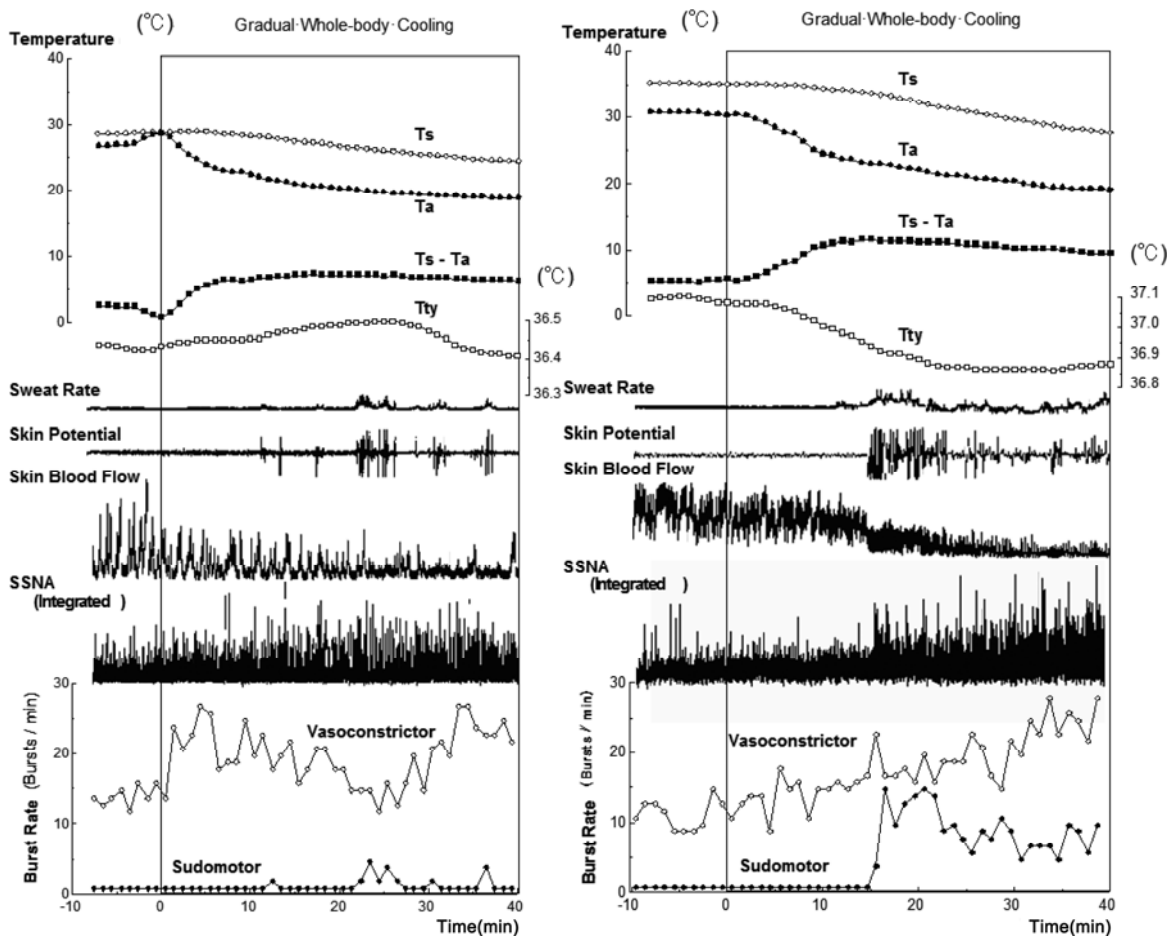 (°C) Gradual·Whole-body·Cooling
Temperature
40
30
20
10
0
Ts
Ta
Ts - Ta
(°C)
Tty
36.5
36.4
36.3
Sweat Rate
Skin Potential
Skin Blood Flow
SSNA
(Integrated )
30
20
10
0
Burst Rate (Bursts / min)
Vasoconstrictor
Sudomotor
-10 0 10 20 30 40
Time(min)
(°C) Gradual·Whole-body·Cooling
Temperature
40
30
20
10
0
Ts
Ta
Ts - Ta
(°C)
Tty
37.1
37.0
36.9
36.8
Sweat Rate
Skin Potential
Skin Blood Flow
SSNA
(Integrated )
30
20
10
0
Burst Rate (Bursts / min)
Vasoconstrictor
Sudomotor
-10 0 10 20 30 40
Time(min)